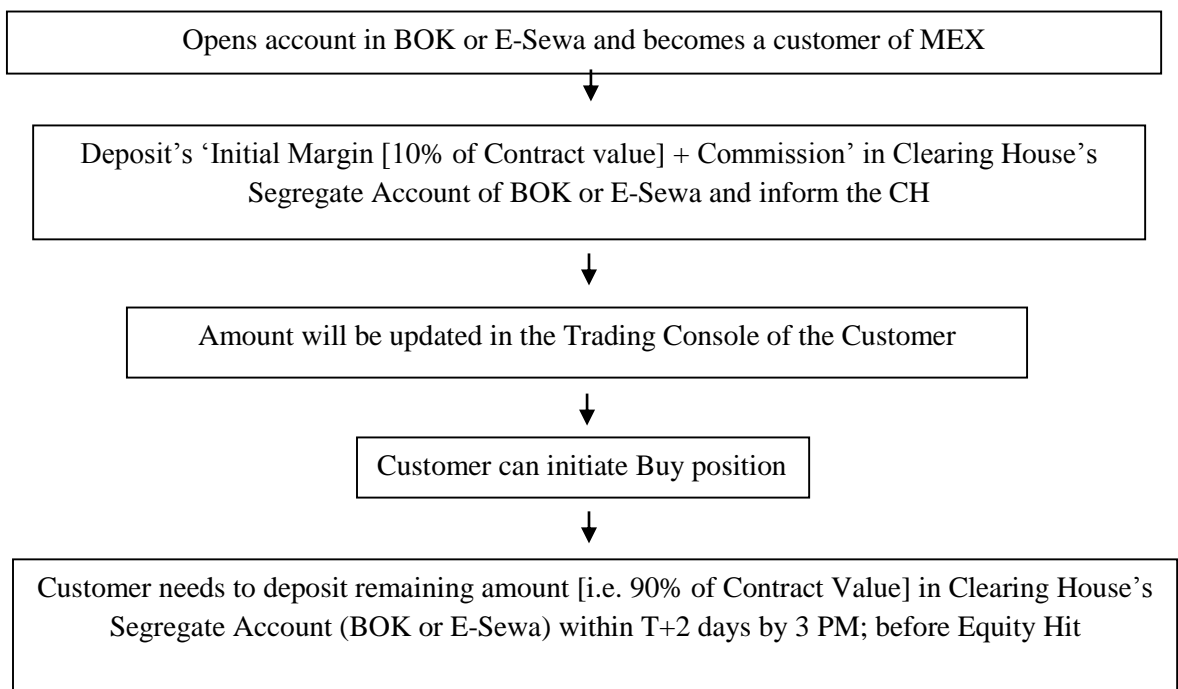 Opens account in BOK or E-Sewa and becomes a customer of MEX
Deposit's ‘Initial Margin [10% of Contract value] + Commission’ in Clearing House’s
Segregate Account of BOK or E-Sewa and inform the CH
Amount will be updated in the Trading Console of the Customer
Customer can initiate Buy position
Customer needs to deposit remaining amount [i.e. 90% of Contract Value] in Clearing House’s
Segregate Account (BOK or E-Sewa) within T+2 days by 3 PM; before Equity Hit